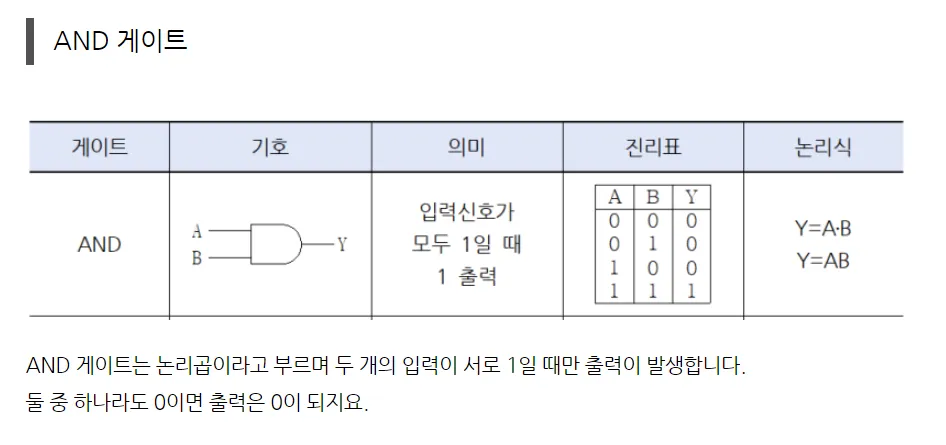 AND 게이트
게이트 기호 의미 진리표 논리식
AND
A
B
Y
입력신호가
모두 1일 때
1 출력
A B Y
0 0 0
0 1 0
1 0 0
1 1 1
Y=A·B
Y=AB
AND 게이트는 논리곱이라고 부르며 두 개의 입력이 서로 1일 때만 출력이 발생합니다.
둘 중 하나라도 0이면 출력은 0이 되지요.